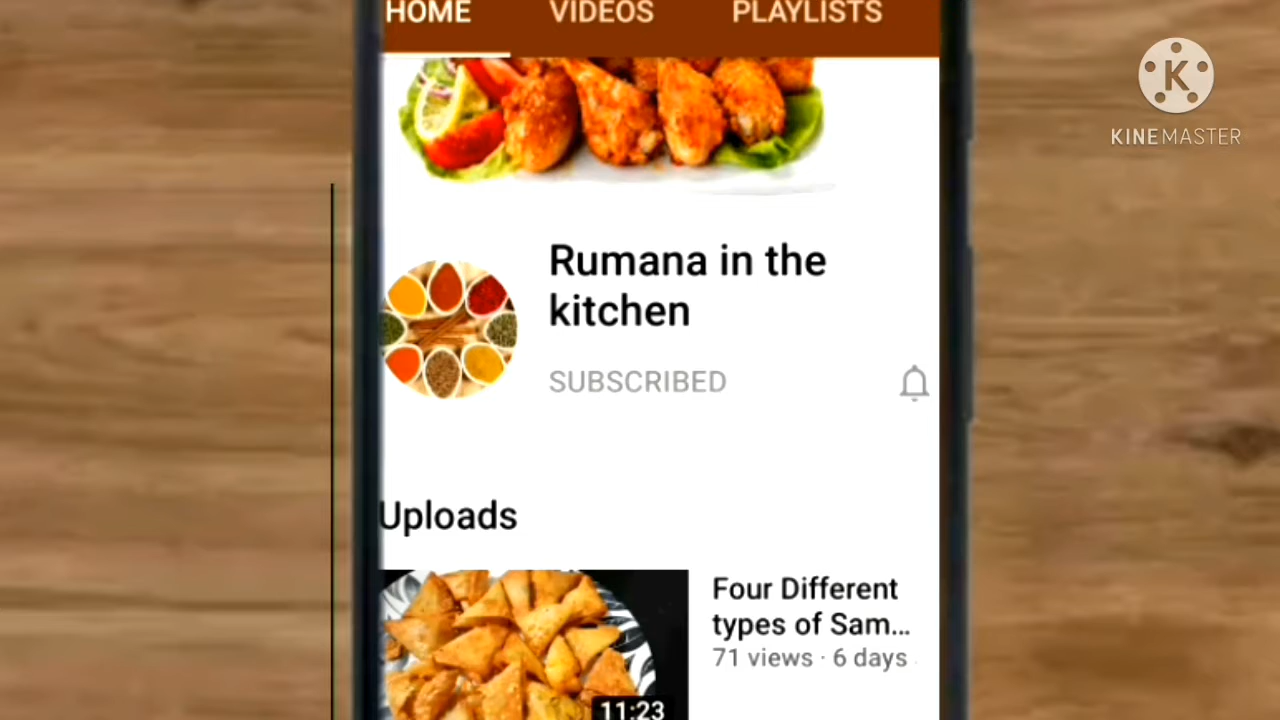 HOME VIDEOS PLAYLISTS
K
KINEMASTER
Rumana in the
kitchen
SUBSCRIBED
Uploads
Four Different
types of Sam...
71 views · 6 days
11:23